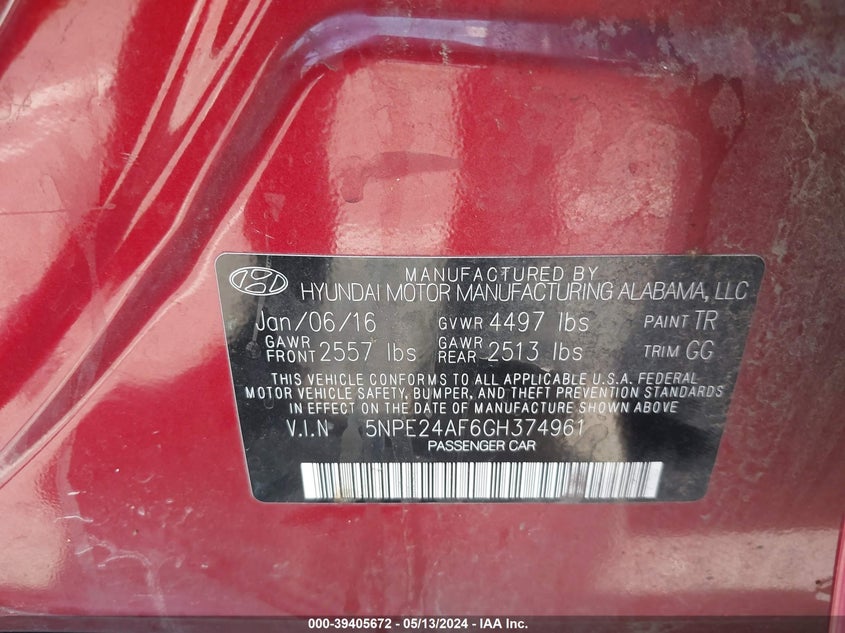 MANUFACTURED BY
HYUNDAI MOTOR MANUFACTURING ALABAMA, LLC
Jan/06/16 GVWR 4497 lbs PAINT TR
GAWR FRONT 2557 lbs GAWR REAR 2513 lbs TRIM GG
THIS VEHICLE CONFORMS TO ALL APPLICABLE U.S.A. FEDERAL
MOTOR VEHICLE SAFETY, BUMPER, AND THEFT PREVENTION STANDARDS
IN EFFECT ON THE DATE OF MANUFACTURE SHOWN ABOVE
V.I.N 5NPE24AF6GH374961
PASSENGER CAR
000-39405672 - 05/13/2024 - IAA Inc.